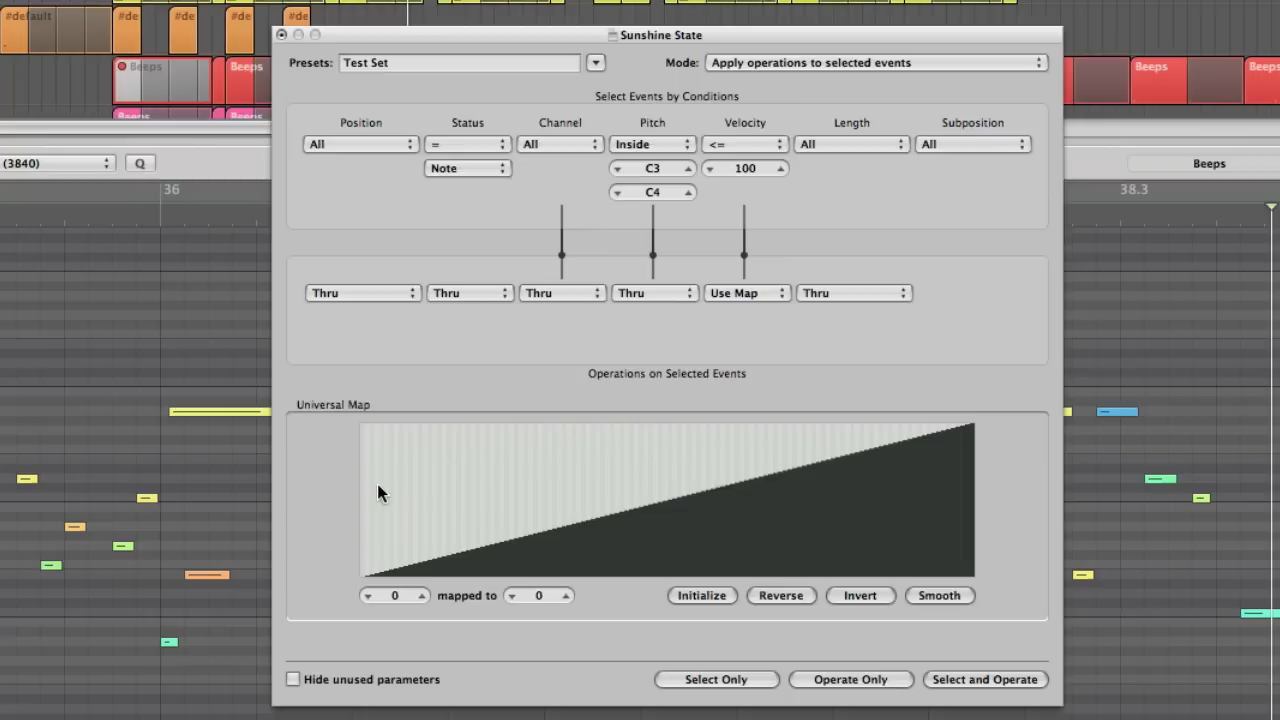 #default #de #de #de #de
Sunshine State
Beeps Beeps Beeps Beeps
Presets: Test Set Mode: Apply operations to selected events
Select Events by Conditions
Beeps Beeps
Position Status Channel Pitch Velocity Length Subposition
All = All Inside <= All All
(3840) Q Note C3 100 Beeps
36 C4 38.3
Thru Thru Thru Thru Use Map Thru
Operations on Selected Events
Universal Map
0 mapped to 0 Initialize Reverse Invert Smooth
Hide unused parameters Select Only Operate Only Select and Operate